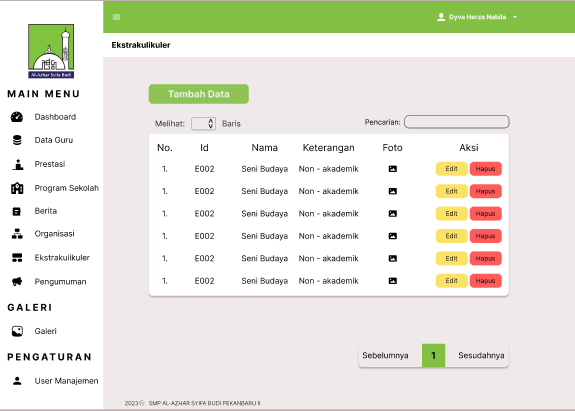 Dyva Herza Nabila
Ekstrakulikuler
Al-Azhar Syifa Budi
MAIN MENU
Dashboard
Data Guru
Prestasi
Program Sekolah
Berita
Organisasi
Ekstrakulikuler
Pengumuman
GALERI
Galeri
PENGATURAN
User Manajemen
Tambah Data
Melihat: Baris
Pencarian:
No. Id Nama Keterangan Foto Aksi
1. E002 Seni Budaya Non - akademik Edit Hapus
1. E002 Seni Budaya Non - akademik Edit Hapus
1. E002 Seni Budaya Non - akademik Edit Hapus
1. E002 Seni Budaya Non - akademik Edit Hapus
1. E002 Seni Budaya Non - akademik Edit Hapus
1. E002 Seni Budaya Non - akademik Edit Hapus
Sebelumnya 1 Sesudahnya
2023© SMP AL-AZHAR SYIFA BUDI PEKANBARU II